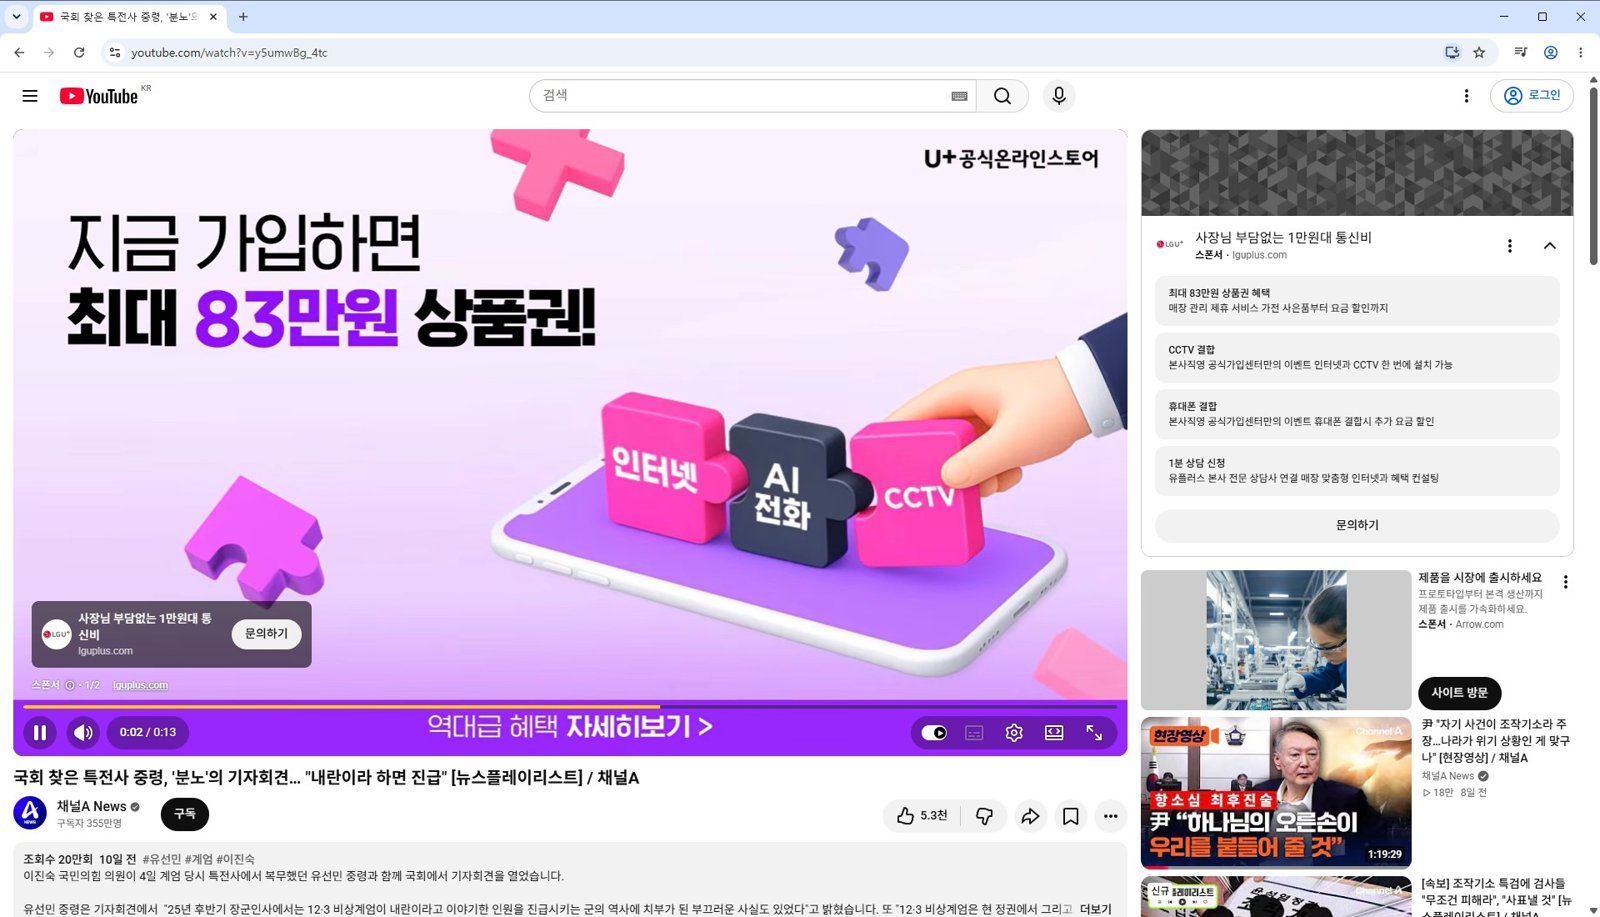 국회 찾은 특전사 중령, '분노'의
youtube.com/watch?v=y5umwBg_4tc
YouTube KR
검색
로그인
U+공식온라인스토어
지금 가입하면
최대 83만원 상품권!
인터넷
AI
전화
CCTV
LGU+
사장님 부담없는 1만원대 통
신비
lguplus.com
문의하기
스폰서 · 1/2 lguplus.com
0:02 / 0:13
역대급 혜택 자세히보기 >
국회 찾은 특전사 중령, '분노'의 기자회견... "내란이라 하면 진급" [뉴스플레이리스트] / 채널A
NEWS
채널A News
구독자 355만명
구독
5.3천
조회수 20만회 10일 전 #유선민 #계엄 #이진숙
이진숙 국민의힘 의원이 4일 계엄 당시 특전사에서 복무했던 유선민 중령과 함께 국회에서 기자회견을 열었습니다.
유선민 중령은 기자회견에서 "25년 후반기 장군인사에서는 12·3 비상계엄이 내란이라고 이야기한 인원을 진급시키는 군의 역사에 치부가 된 부끄러운 사실도 있었다"고 밝혔습니다. 또 "12·3 비상계엄은 현 정권에서 그리고 더보기
LGU+
사장님 부담없는 1만원대 통신비
스폰서 · lguplus.com
최대 83만원 상품권 혜택
매장 관리 제휴 서비스 가전 사은품부터 요금 할인까지
CCTV 결합
본사직영 공식가입센터만의 이벤트 인터넷과 CCTV 한 번에 설치 가능
휴대폰 결합
본사직영 공식가입센터만의 이벤트 휴대폰 결합시 추가 요금 할인
1분 상담 신청
유플러스 본사 전문 상담사 연결 매장 맞춤형 인터넷과 혜택 컨설팅
문의하기
제품을 시장에 출시하세요
프로토타입부터 본격 생산까지
제품 출시를 가속화하세요.
스폰서 · Arrow.com
사이트 방문
현장영상
Channel A
항소심 최후진술
尹 "하나님의 오른손이
우리를 붙들어 줄 것"
1:19:29
尹 "자기 사건이 조작기소라 주
장...나라가 위기 상황인 게 맞구
나" [현장영상] / 채널A
채널A News
18만 8일 전
신규
Channel A
[속보] 조작기소 특검에 검사들
"무조건 피해라", "사표낼 것" [뉴